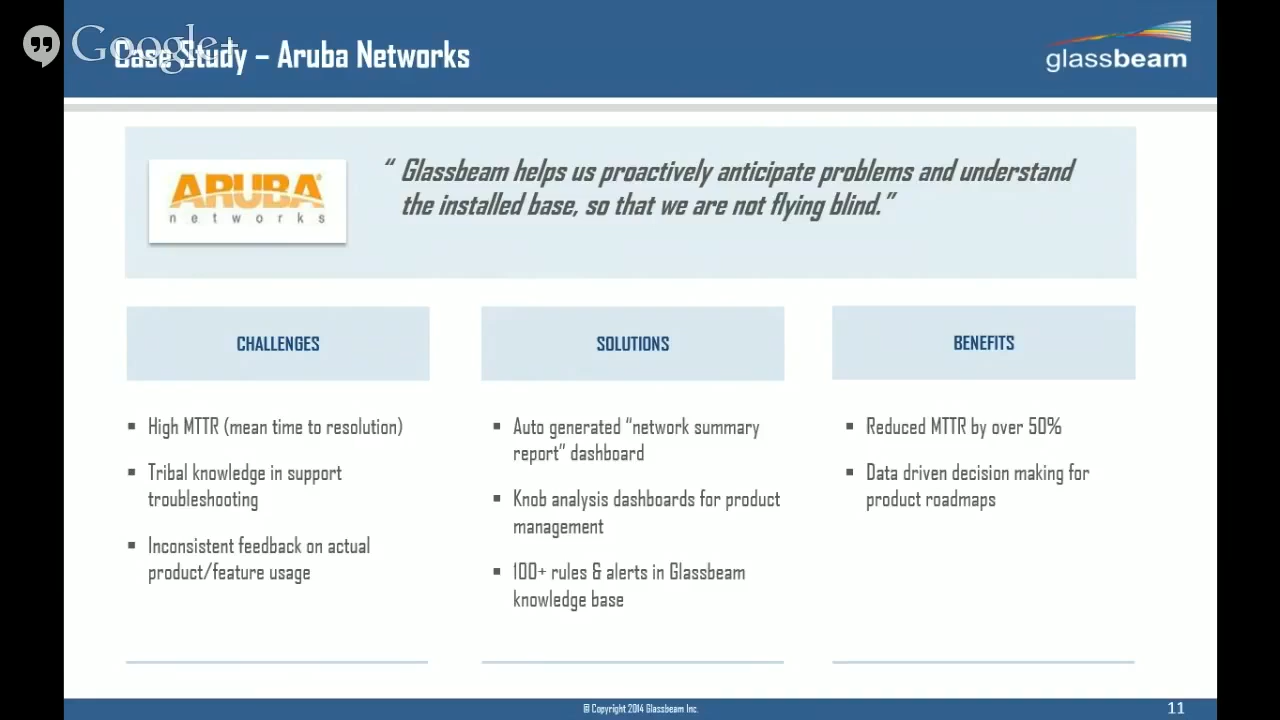 Google+
Case Study – Aruba Networks
glassbeam
ARUBA
networks
“ Glassbeam helps us proactively anticipate problems and understand
the installed base, so that we are not flying blind.”
CHALLENGES
▪ High MTTR (mean time to resolution)
▪ Tribal knowledge in support
troubleshooting
▪ Inconsistent feedback on actual
product/feature usage
SOLUTIONS
▪ Auto generated “network summary
report” dashboard
▪ Knob analysis dashboards for product
management
▪ 100+ rules & alerts in Glassbeam
knowledge base
BENEFITS
▪ Reduced MTTR by over 50%
▪ Data driven decision making for
product roadmaps
© Copyright 2014 Glassbeam Inc.
11